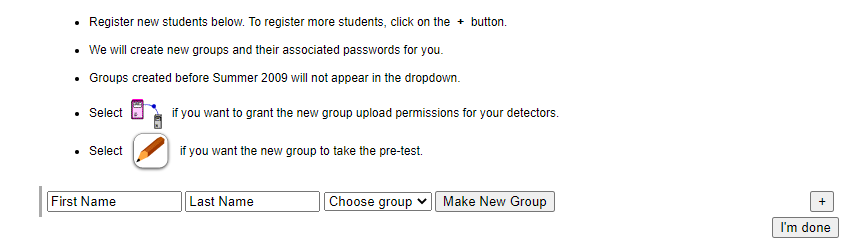 Register new students below. To register more students, click on the + button.
We will create new groups and their associated passwords for you.
Groups created before Summer 2009 will not appear in the dropdown.
Select if you want to grant the new group upload permissions for your detectors.
Select if you want the new group to take the pre-test.
First Name Last Name Choose group Make New Group +
I'm done